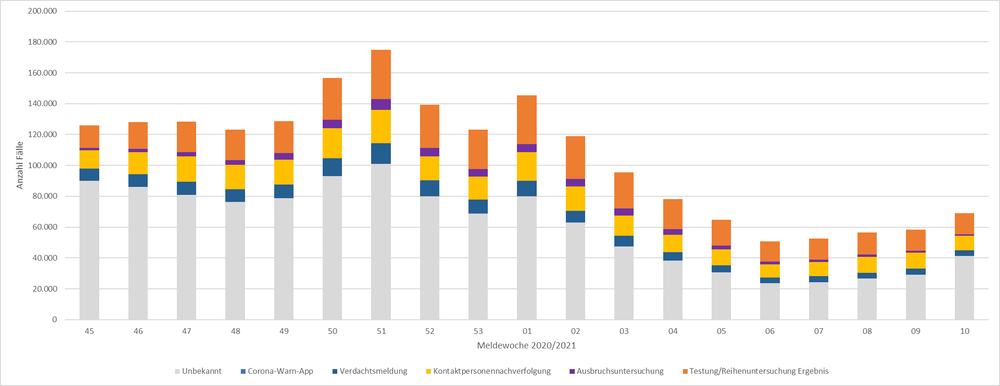 200.000
180.000
160.000
140.000
120.000
100.000
80.000
60.000
40.000
20.000
0
Anzahl Fälle
45 46 47 48 49 50 51 52 53 01 02 03 04 05 06 07 08 09 10
Meldewoche 2020/2021
Unbekannt Corona-Warn-App Verdachtsmeldung Kontaktpersonennachverfolgung Ausbruchsuntersuchung Testung/Reihenuntersuchung Ergebnis